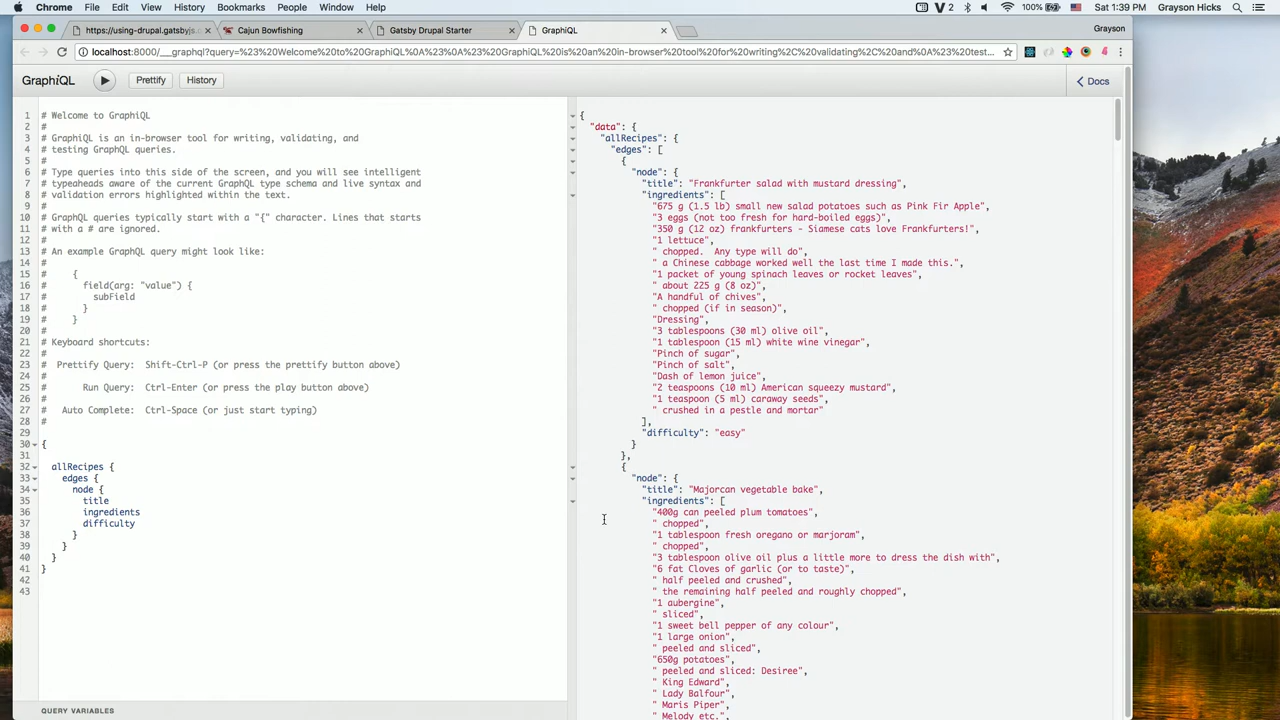 Chrome File Edit View History Bookmarks People Window Help 2 100% Sat 1:39 PM Grayson Hicks
https://using-drupal.gatsbyjs.c Cajun Bowfishing Gatsby Drupal Starter GraphiQL Grayson
localhost:8000/___graphql?query=%23%20Welcome%20to%20GraphiQL%0A%23%0A%23%20GraphiQL%20is%20an%20in-browser%20tool%20for%20writing%2C%20validating%2C%20and%0A%23%20test...
GraphiQL Prettify History Docs
1 # Welcome to GraphiQL
2 #
3 # GraphiQL is an in-browser tool for writing, validating, and
4 # testing GraphQL queries.
5 #
6 # Type queries into this side of the screen, and you will see intelligent
7 # typeaheads aware of the current GraphQL type schema and live syntax and
8 # validation errors highlighted within the text.
9 #
10 # GraphQL queries typically start with a "{" character. Lines that starts
11 # with a # are ignored.
12 #
13 # An example GraphQL query might look like:
14 #
15 #     {
16 #       field(arg: "value") {
17 #         subField
18 #       }
19 #     }
20 #
21 # Keyboard shortcuts:
22 #
23 #  Prettify Query:  Shift-Ctrl-P (or press the prettify button above)
24 #
25 #       Run Query:  Ctrl-Enter (or press the play button above)
26 #
27 #   Auto Complete:  Ctrl-Space (or just start typing)
28 #
29
30 {
31
32   allRecipes {
33     edges {
34       node {
35         title
36         ingredients
37         difficulty
38       }
39     }
40   }
41 }
42
43
QUERY VARIABLES
{
"data": {
"allRecipes": {
"edges": [
{
"node": {
"title": "Frankfurter salad with mustard dressing",
"ingredients": [
"675 g (1.5 lb) small new salad potatoes such as Pink Fir Apple",
"3 eggs (not too fresh for hard-boiled eggs)",
"350 g (12 oz) frankfurters - Siamese cats love Frankfurters!",
"1 lettuce",
" chopped.  Any type will do",
" a Chinese cabbage worked well the last time I made this.",
"1 packet of young spinach leaves or rocket leaves",
" about 225 g (8 oz)",
"A handful of chives",
" chopped (if in season)",
"Dressing",
"3 tablespoons (30 ml) olive oil",
"1 tablespoon (15 ml) white wine vinegar",
"Pinch of sugar",
"Pinch of salt",
"Dash of lemon juice",
"2 teaspoons (10 ml) American squeezy mustard",
"1 teaspoon (5 ml) caraway seeds",
" crushed in a pestle and mortar"
],
"difficulty": "easy"
}
},
{
"node": {
"title": "Majorcan vegetable bake",
"ingredients": [
"400g can peeled plum tomatoes",
" chopped",
"1 tablespoon fresh oregano or marjoram",
" chopped",
"3 tablespoon olive oil plus a little more to dress the dish with",
"6 fat Cloves of garlic (or to taste)",
" half peeled and crushed",
" the remaining half peeled and roughly chopped",
"1 aubergine",
" sliced",
"1 sweet bell pepper of any colour",
"1 large onion",
" peeled and sliced",
"650g potatoes",
" peeled and sliced: Desiree",
" King Edward",
" Lady Balfour",
" Maris Piper",
" Melody etc.",